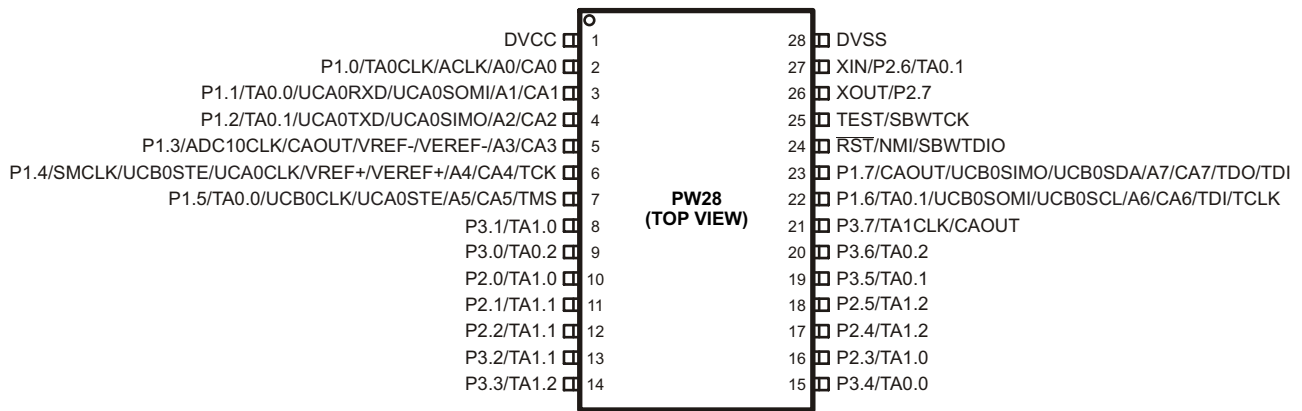 DVCC 1 28 DVSS
P1.0/TA0CLK/ACLK/A0/CA0 2 27 XIN/P2.6/TA0.1
P1.1/TA0.0/UCA0RXD/UCA0SOMI/A1/CA1 3 26 XOUT/P2.7
P1.2/TA0.1/UCA0TXD/UCA0SIMO/A2/CA2 4 25 TEST/SBWTCK
P1.3/ADC10CLK/CAOUT/VREF-/VEREF-/A3/CA3 5 24 RST/NMI/SBWTDIO
P1.4/SMCLK/UCB0STE/UCA0CLK/VREF+/VEREF+/A4/CA4/TCK 6 23 P1.7/CAOUT/UCB0SIMO/UCB0SDA/A7/CA7/TDO/TDI
P1.5/TA0.0/UCB0CLK/UCA0STE/A5/CA5/TMS 7 PW28 22 P1.6/TA0.1/UCB0SOMI/UCB0SCL/A6/CA6/TDI/TCLK
P3.1/TA1.0 8 (TOP VIEW) 21 P3.7/TA1CLK/CAOUT
P3.0/TA0.2 9 20 P3.6/TA0.2
P2.0/TA1.0 10 19 P3.5/TA0.1
P2.1/TA1.1 11 18 P2.5/TA1.2
P2.2/TA1.1 12 17 P2.4/TA1.2
P3.2/TA1.1 13 16 P2.3/TA1.0
P3.3/TA1.2 14 15 P3.4/TA0.0